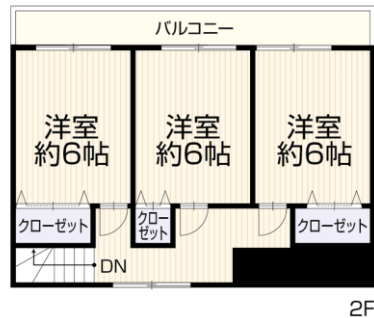 バルコニー
洋室
約6帖
洋室
約6帖
洋室
約6帖
クローゼット
クロー
ゼット
クローゼット
DN
2F